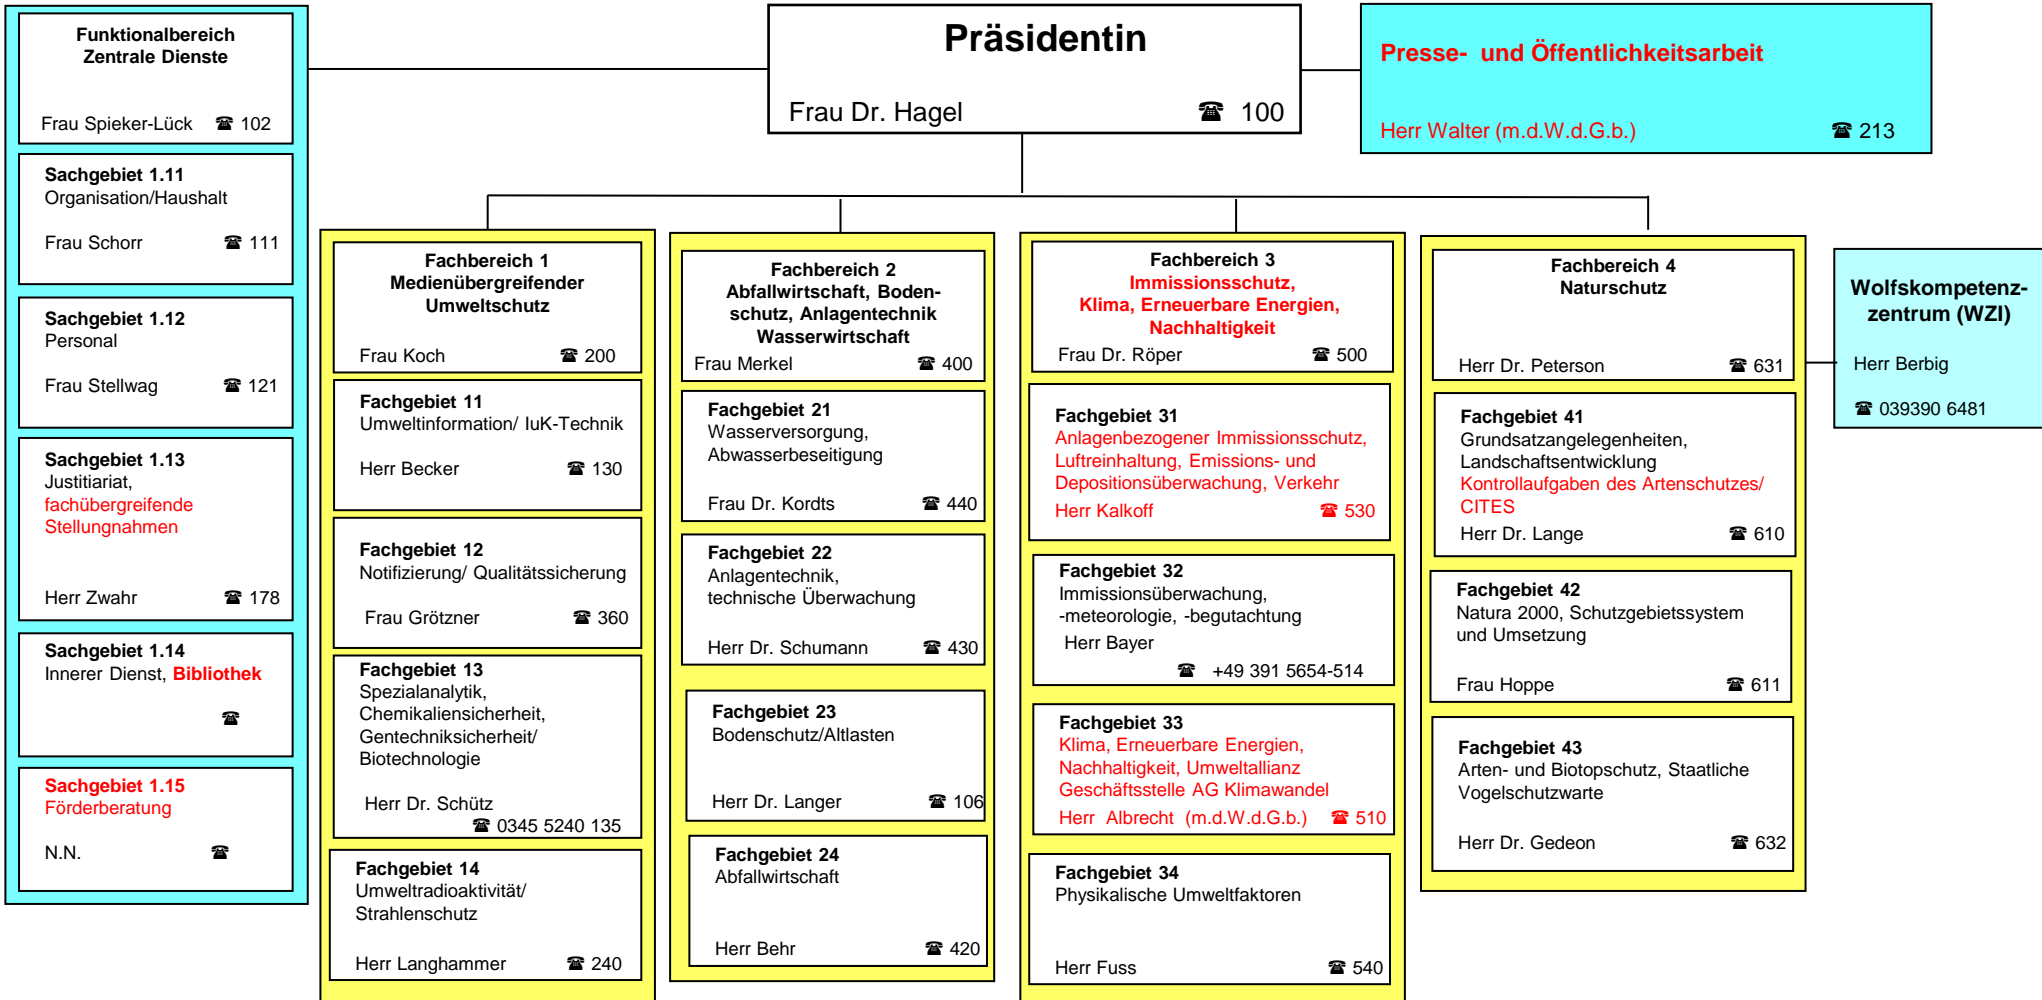 Funktionalbereich
Zentrale Dienste
Frau Spieker-Lück ☎ 102
Sachgebiet 1.11
Organisation/Haushalt
Frau Schorr ☎ 111
Sachgebiet 1.12
Personal
Frau Stellwag ☎ 121
Sachgebiet 1.13
Justitiariat,
fachübergreifende
Stellungnahmen
Herr Zwahr ☎ 178
Sachgebiet 1.14
Innerer Dienst, Bibliothek
☎
Sachgebiet 1.15
Förderberatung
N.N. ☎
Präsidentin
Frau Dr. Hagel ☎ 100
Presse- und Öffentlichkeitsarbeit
Herr Walter (m.d.W.d.G.b.) ☎ 213
Fachbereich 1
Medienübergreifender
Umweltschutz
Frau Koch ☎ 200
Fachgebiet 11
Umweltinformation/ IuK-Technik
Herr Becker ☎ 130
Fachgebiet 12
Notifizierung/ Qualitätssicherung
Frau Grötzner ☎ 360
Fachgebiet 13
Spezialanalytik,
Chemikaliensicherheit,
Gentechniksicherheit/
Biotechnologie
Herr Dr. Schütz
☎ 0345 5240 135
Fachgebiet 14
Umweltradioaktivität/
Strahlenschutz
Herr Langhammer ☎ 240
Fachbereich 2
Abfallwirtschaft, Boden-
schutz, Anlagentechnik
Wasserwirtschaft
Frau Merkel ☎ 400
Fachgebiet 21
Wasserversorgung,
Abwasserbeseitigung
Frau Dr. Kordts ☎ 440
Fachgebiet 22
Anlagentechnik,
technische Überwachung
Herr Dr. Schumann ☎ 430
Fachgebiet 23
Bodenschutz/Altlasten
Herr Dr. Langer ☎ 106
Fachgebiet 24
Abfallwirtschaft
Herr Behr ☎ 420
Fachbereich 3
Immissionsschutz,
Klima, Erneuerbare Energien,
Nachhaltigkeit
Frau Dr. Röper ☎ 500
Fachgebiet 31
Anlagenbezogener Immissionsschutz,
Luftreinhaltung, Emissions- und
Depositionsüberwachung, Verkehr
Herr Kalkoff ☎ 530
Fachgebiet 32
Immissionsüberwachung,
-meteorologie, -begutachtung
Herr Bayer
☎ +49 391 5654-514
Fachgebiet 33
Klima, Erneuerbare Energien,
Nachhaltigkeit, Umweltallianz
Geschäftsstelle AG Klimawandel
Herr Albrecht (m.d.W.d.G.b.) ☎ 510
Fachgebiet 34
Physikalische Umweltfaktoren
Herr Fuss ☎ 540
Fachbereich 4
Naturschutz
Herr Dr. Peterson ☎ 631
Fachgebiet 41
Grundsatzangelegenheiten,
Landschaftsentwicklung
Kontrollaufgaben des Artenschutzes/
CITES
Herr Dr. Lange ☎ 610
Fachgebiet 42
Natura 2000, Schutzgebietssystem
und Umsetzung
Frau Hoppe ☎ 611
Fachgebiet 43
Arten- und Biotopschutz, Staatliche
Vogelschutzwarte
Herr Dr. Gedeon ☎ 632
Wolfskompetenz-
zentrum (WZI)
Herr Berbig
☎ 039390 6481